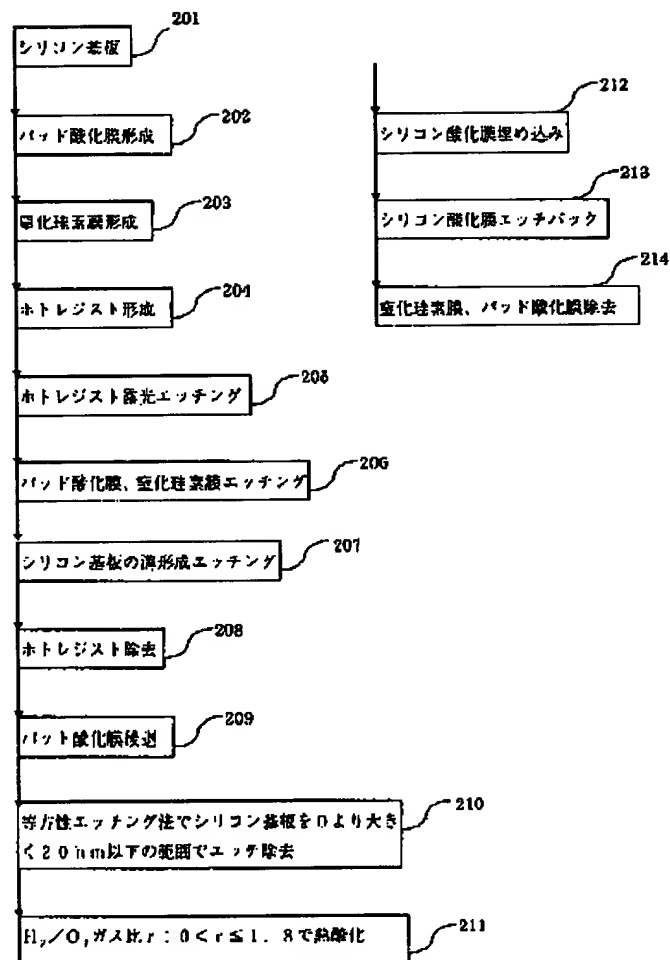 201
シリコン基板
202
パッド酸化膜形成
203
窒化珪素膜形成
204
ホトレジスト形成
205
ホトレジスト露光エッチング
206
パッド酸化膜、窒化珪素膜エッチング
207
シリコン基板の溝形成エッチング
208
ホトレジスト除去
209
パット酸化膜後退
210
等方性エッチング法でシリコン基板を0より大き
く20nm以下の範囲でエッチ除去
211
H₂/O₂ガス比r:0<r≤1.8で熱酸化
212
シリコン酸化膜埋め込み
213
シリコン酸化膜エッチバック
214
窒化珪素膜、パッド酸化膜除去